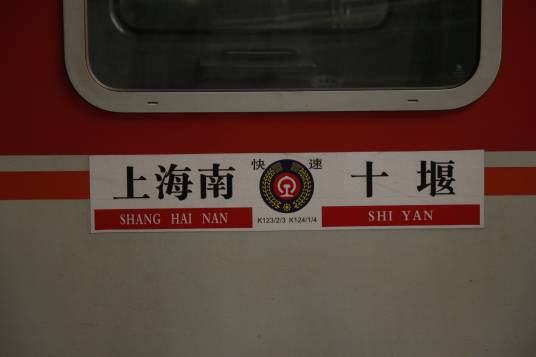 上海南 快速 十堰
SHANG HAI NAN K123/2/3 K124/1/4 SHI YAN